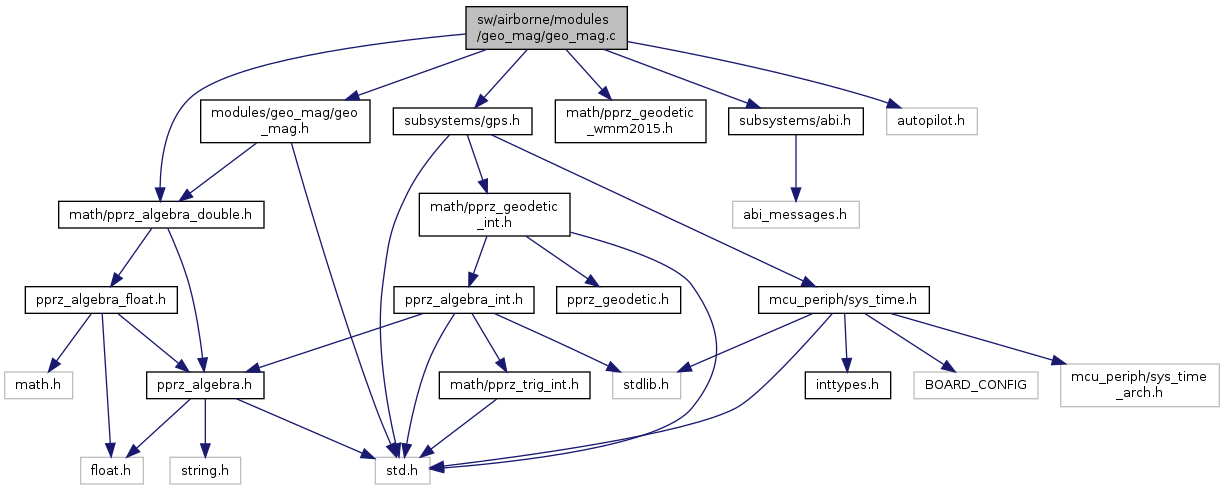 sw/airborne/modules
/geo_mag/geo_mag.c
modules/geo_mag/geo
_mag.h
subsystems/gps.h
math/pprz_geodetic
_wmm2015.h
subsystems/abi.h
autopilot.h
math/pprz_algebra_double.h
math/pprz_geodetic
_int.h
abi_messages.h
pprz_algebra_float.h
pprz_algebra_int.h
pprz_geodetic.h
mcu_periph/sys_time.h
math.h
pprz_algebra.h
math/pprz_trig_int.h
stdlib.h
inttypes.h
BOARD_CONFIG
mcu_periph/sys_time
_arch.h
float.h
string.h
std.h